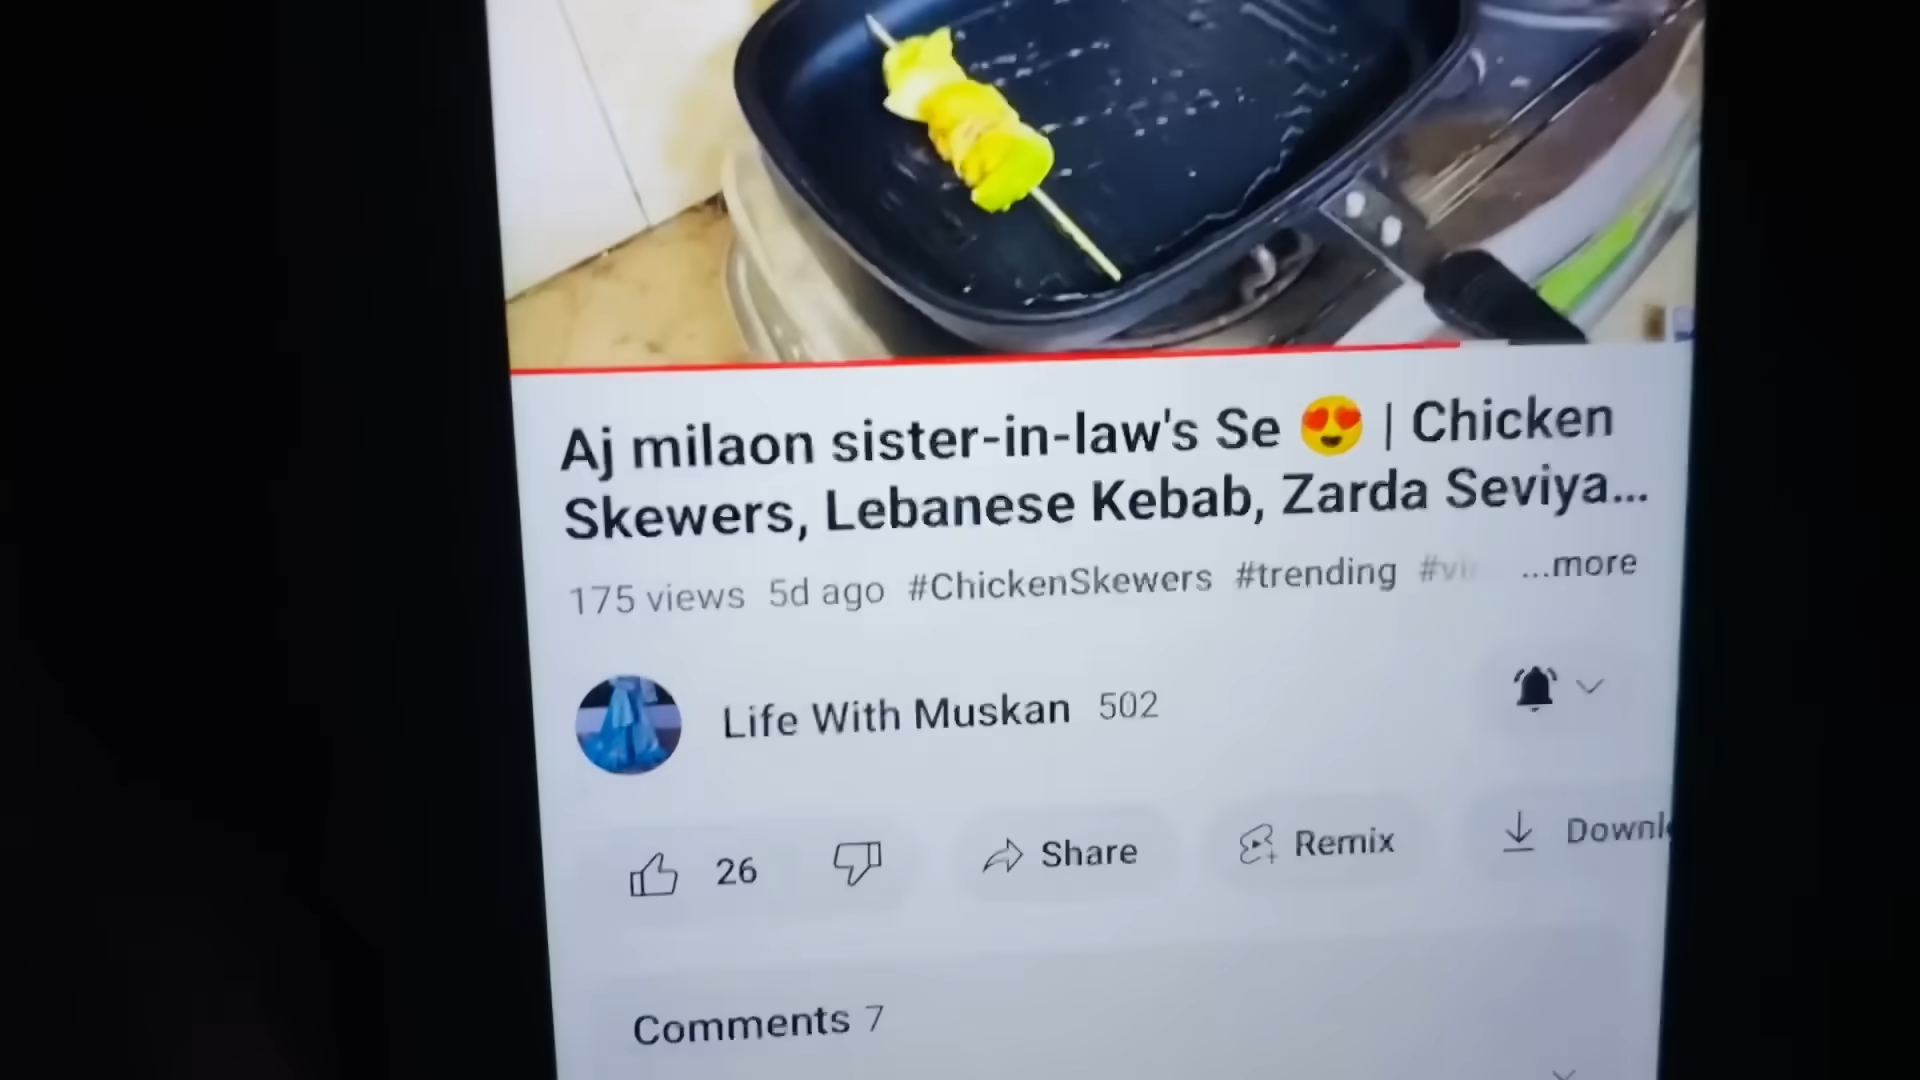 Aj milaon sister-in-law's Se 😍 | Chicken
Skewers, Lebanese Kebab, Zarda Seviya...
175 views 5d ago #ChickenSkewers #trending ...more
Life With Muskan 502
26 Share Remix Downl
Comments 7